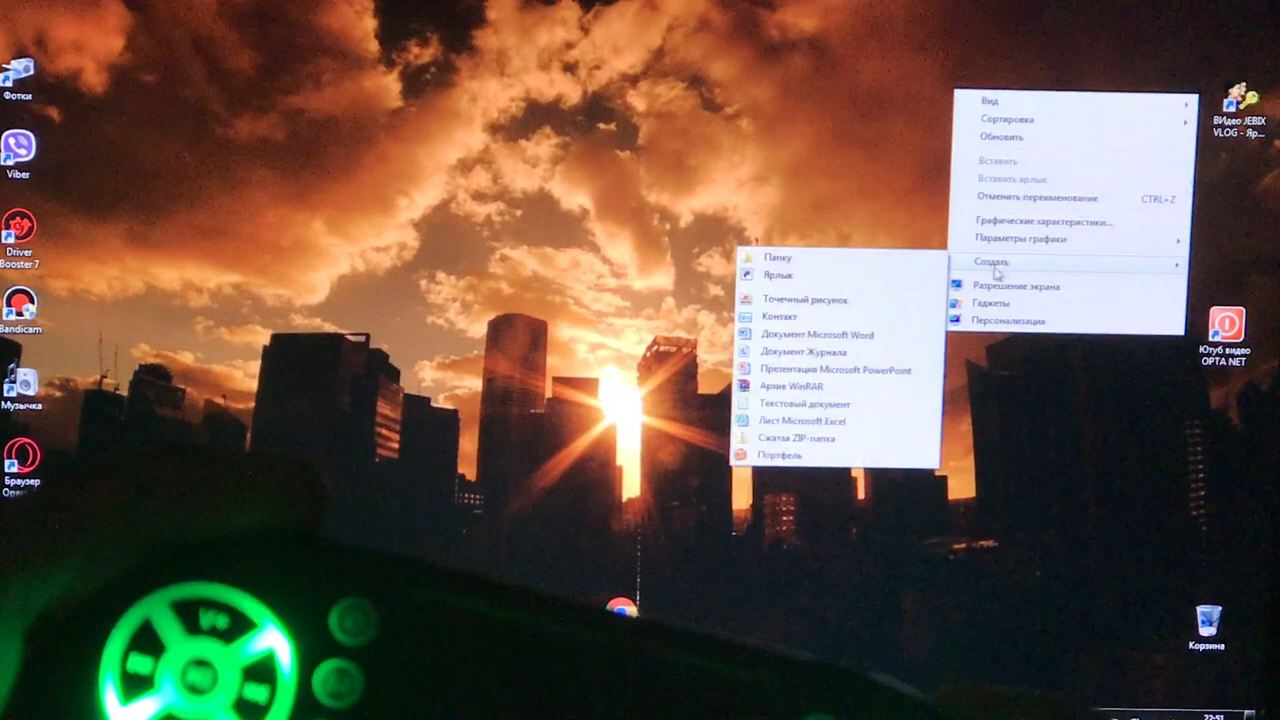 Фотки
Viber
Driver
Booster 7
Bandicam
Музычка
Браузер
Папку
Ярлык
Точечный рисунок
Контакт
Документ Microsoft Word
Документ Журнала
Презентация Microsoft PowerPoint
Архив WinRAR
Текстовый документ
Лист Microsoft Excel
Сжатая ZIP-папка
Портфель
Вид
Сортировка
Обновить
Вставить
Вставить ярлык
Отменить переименование CTRL+Z
Графические характеристики...
Параметры графики
Создать
Разрешение экрана
Гаджеты
Персонализация
ВИдео JEBIX
VLOG - Яр...
Ютуб видео
OPTA NET
Корзина
22:51